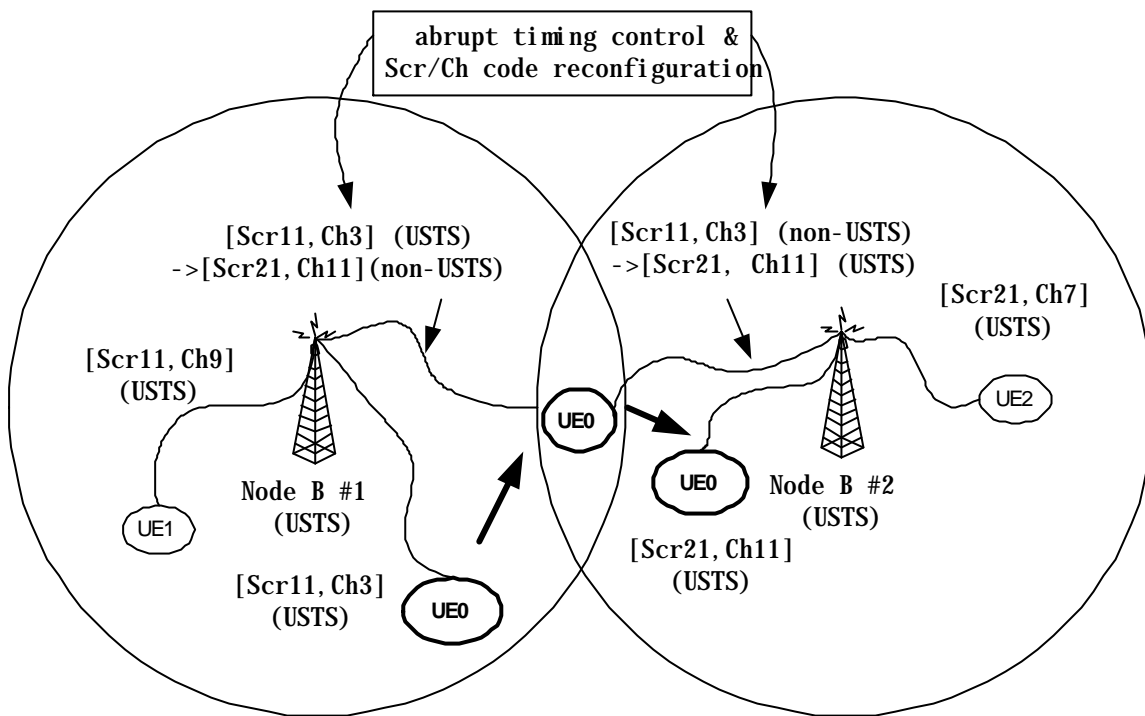 abrupt timing control &
Scr/Ch code reconfiguration
[Scr11,Ch3] (USTS)
->[Scr21,Ch11](non-USTS)
[Scr11,Ch3] (non-USTS)
->[Scr21, Ch11] (USTS)
[Scr21,Ch7]
(USTS)
[Scr11,Ch9]
(USTS)
UE0
UE2
UE0
Node B #1
(USTS)
Node B #2
(USTS)
UE1
[Scr21,Ch11]
(USTS)
[Scr11,Ch3]
(USTS)
UE0